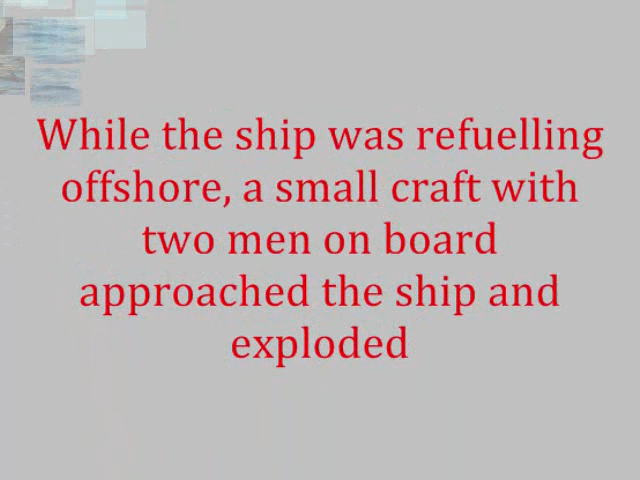 While the ship was refuelling
offshore, a small craft with
two men on board
approached the ship and
exploded